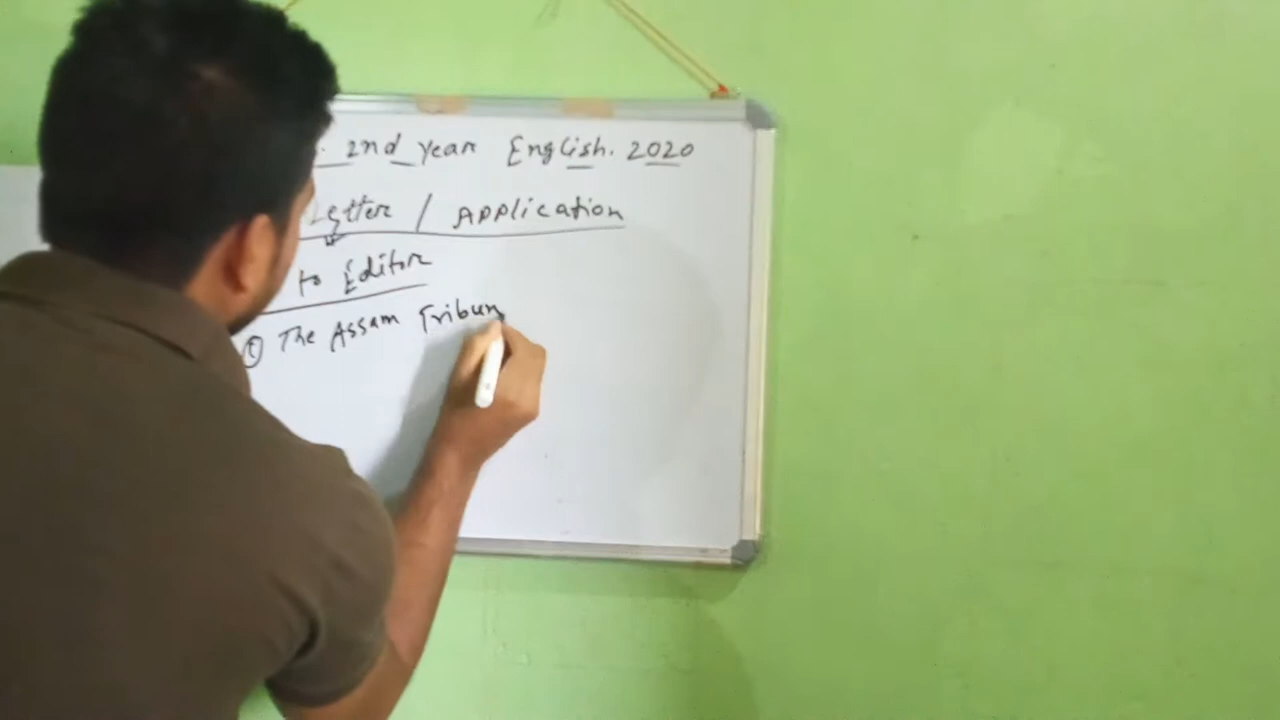 2nd year English. 2020
Letter / Application
to Editor
① The Assam Tribun